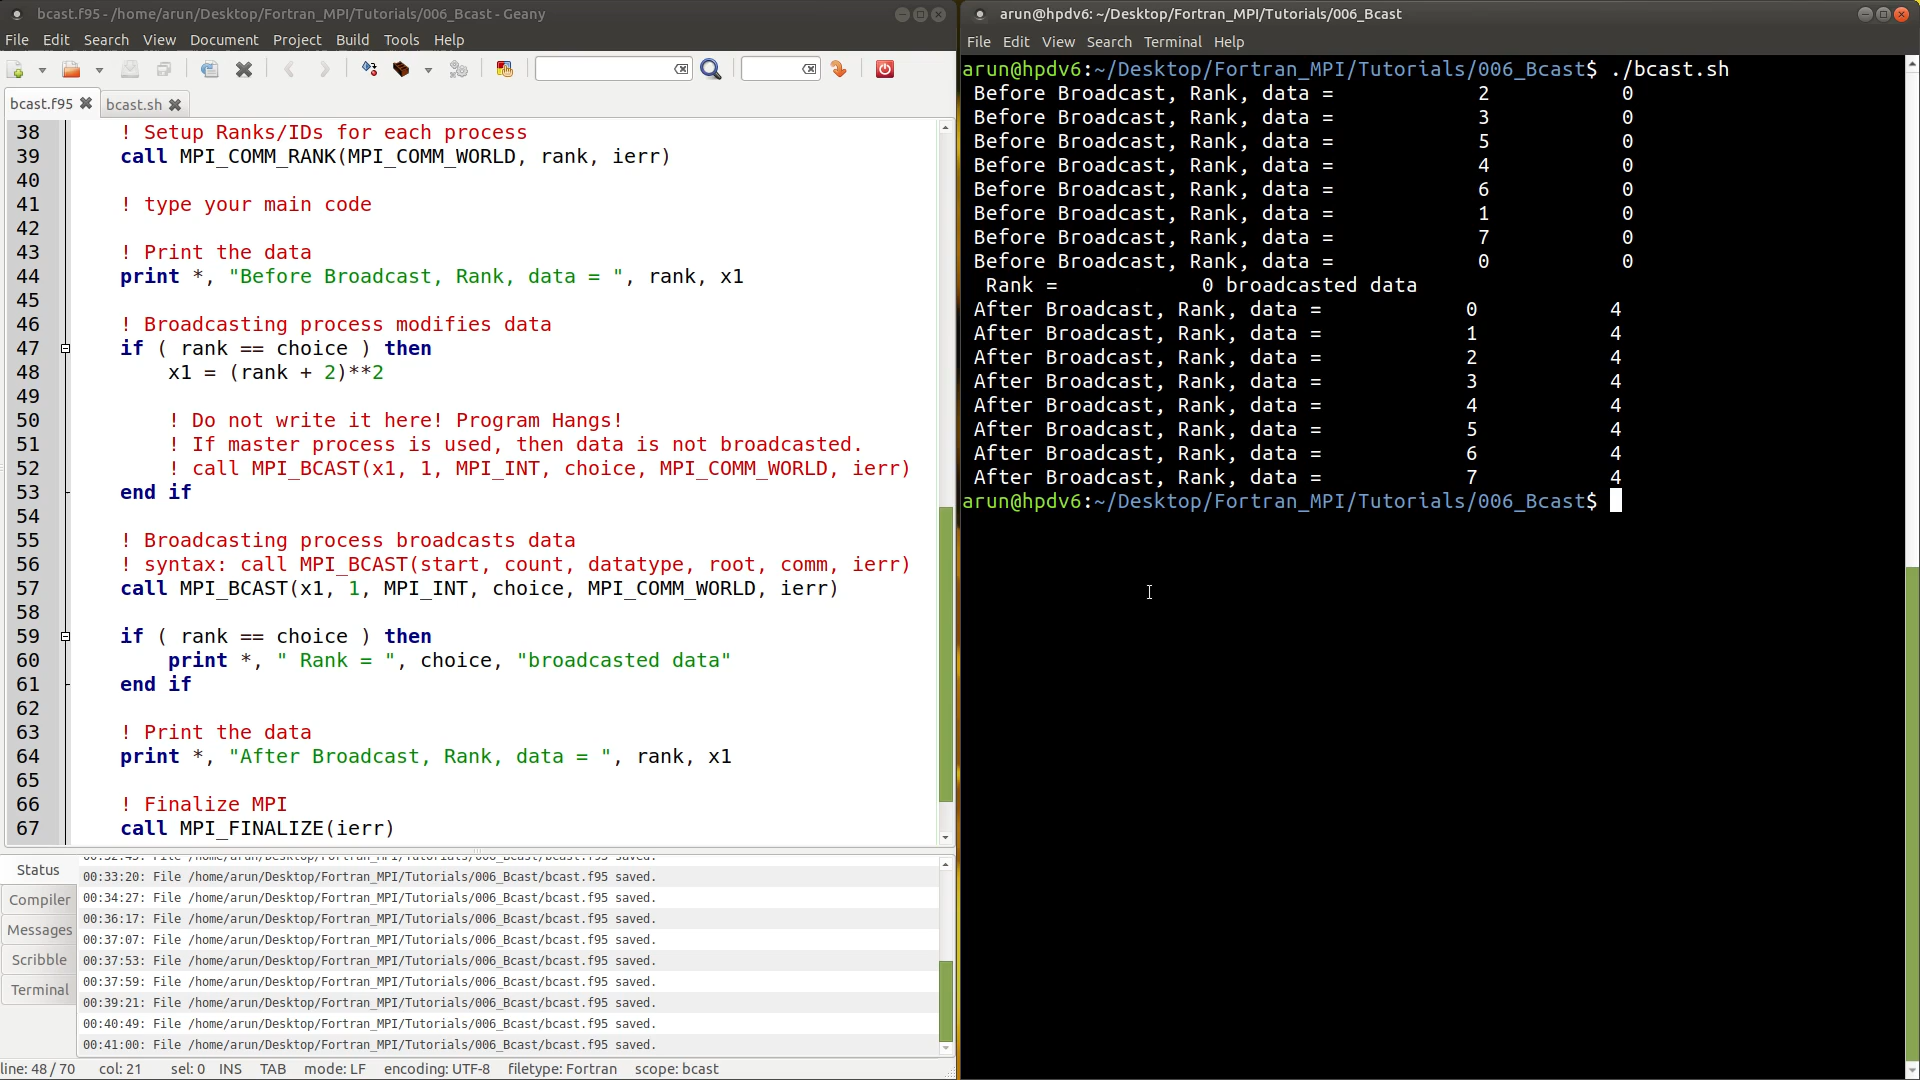 bcast.f95 - /home/arun/Desktop/Fortran_MPI/Tutorials/006_Bcast - Geany
File Edit Search View Document Project Build Tools Help
bcast.f95 bcast.sh
38 ! Setup Ranks/IDs for each process
39 call MPI_COMM_RANK(MPI_COMM_WORLD, rank, ierr)
40
41 ! type your main code
42
43 ! Print the data
44 print *, "Before Broadcast, Rank, data = ", rank, x1
45
46 ! Broadcasting process modifies data
47 if ( rank == choice ) then
48 x1 = (rank + 2)**2
49
50 ! Do not write it here! Program Hangs!
51 ! If master process is used, then data is not broadcasted.
52 ! call MPI_BCAST(x1, 1, MPI_INT, choice, MPI_COMM_WORLD, ierr)
53 end if
54
55 ! Broadcasting process broadcasts data
56 ! syntax: call MPI_BCAST(start, count, datatype, root, comm, ierr)
57 call MPI_BCAST(x1, 1, MPI_INT, choice, MPI_COMM_WORLD, ierr)
58
59 if ( rank == choice ) then
60 print *, " Rank = ", choice, "broadcasted data"
61 end if
62
63 ! Print the data
64 print *, "After Broadcast, Rank, data = ", rank, x1
65
66 ! Finalize MPI
67 call MPI_FINALIZE(ierr)
Status
Compiler
Messages
Scribble
Terminal
00:32:45: File /home/arun/Desktop/Fortran_MPI/Tutorials/006_Bcast/bcast.f95 saved.
00:33:20: File /home/arun/Desktop/Fortran_MPI/Tutorials/006_Bcast/bcast.f95 saved.
00:34:27: File /home/arun/Desktop/Fortran_MPI/Tutorials/006_Bcast/bcast.f95 saved.
00:36:17: File /home/arun/Desktop/Fortran_MPI/Tutorials/006_Bcast/bcast.f95 saved.
00:37:07: File /home/arun/Desktop/Fortran_MPI/Tutorials/006_Bcast/bcast.f95 saved.
00:37:53: File /home/arun/Desktop/Fortran_MPI/Tutorials/006_Bcast/bcast.f95 saved.
00:37:59: File /home/arun/Desktop/Fortran_MPI/Tutorials/006_Bcast/bcast.f95 saved.
00:39:21: File /home/arun/Desktop/Fortran_MPI/Tutorials/006_Bcast/bcast.f95 saved.
00:40:49: File /home/arun/Desktop/Fortran_MPI/Tutorials/006_Bcast/bcast.f95 saved.
00:41:00: File /home/arun/Desktop/Fortran_MPI/Tutorials/006_Bcast/bcast.f95 saved.
line: 48 / 70 col: 21 sel: 0 INS TAB mode: LF encoding: UTF-8 filetype: Fortran scope: bcast
arun@hpdv6: ~/Desktop/Fortran_MPI/Tutorials/006_Bcast
File Edit View Search Terminal Help
arun@hpdv6:~/Desktop/Fortran_MPI/Tutorials/006_Bcast$ ./bcast.sh
Before Broadcast, Rank, data = 2 0
Before Broadcast, Rank, data = 3 0
Before Broadcast, Rank, data = 5 0
Before Broadcast, Rank, data = 4 0
Before Broadcast, Rank, data = 6 0
Before Broadcast, Rank, data = 1 0
Before Broadcast, Rank, data = 7 0
Before Broadcast, Rank, data = 0 0
Rank = 0 broadcasted data
After Broadcast, Rank, data = 0 4
After Broadcast, Rank, data = 1 4
After Broadcast, Rank, data = 2 4
After Broadcast, Rank, data = 3 4
After Broadcast, Rank, data = 4 4
After Broadcast, Rank, data = 5 4
After Broadcast, Rank, data = 6 4
After Broadcast, Rank, data = 7 4
arun@hpdv6:~/Desktop/Fortran_MPI/Tutorials/006_Bcast$